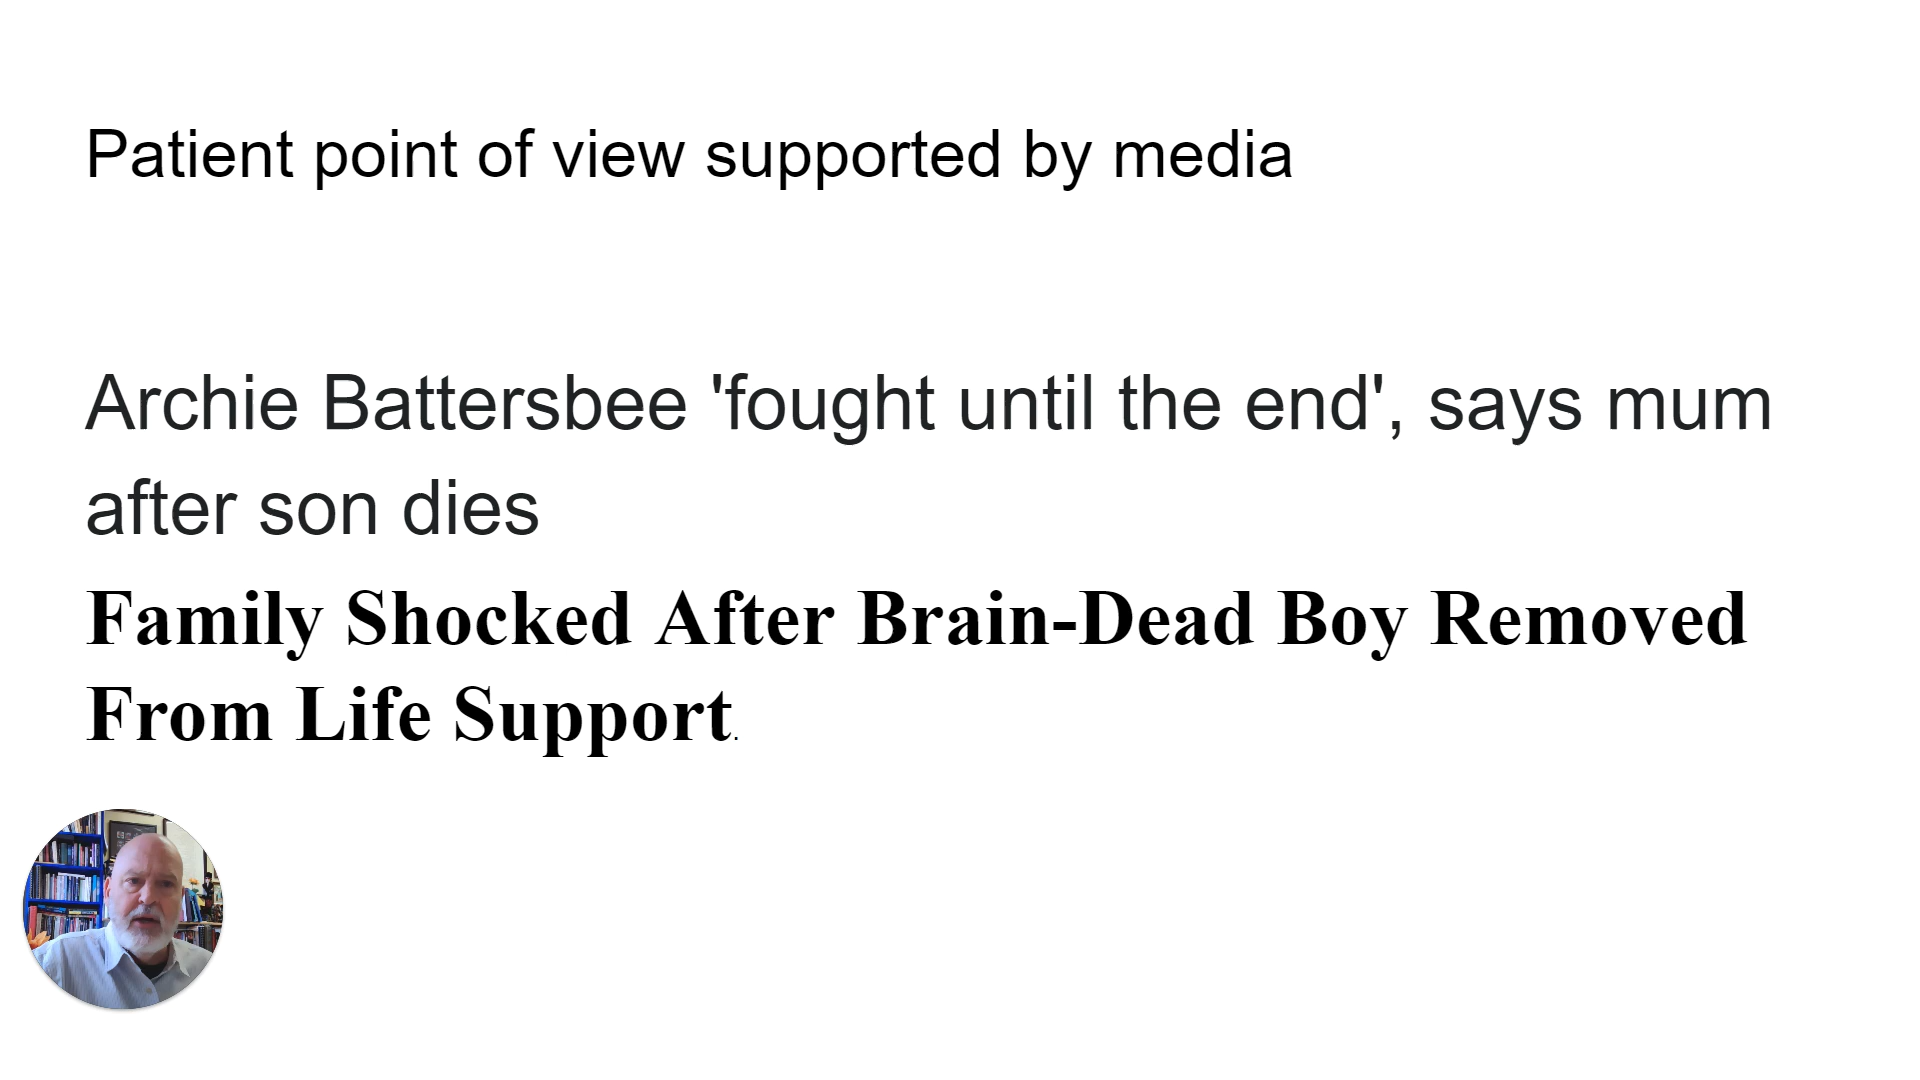 Patient point of view supported by media
Archie Battersbee 'fought until the end', says mum
after son dies
Family Shocked After Brain-Dead Boy Removed
From Life Support.